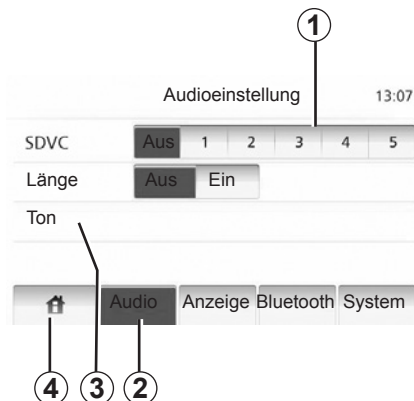 1
Audioeinstellung 13:07
SDVC Aus 1 2 3 4 5
Länge Aus Ein
Ton
Audio Anzeige Bluetooth System
4 3 2